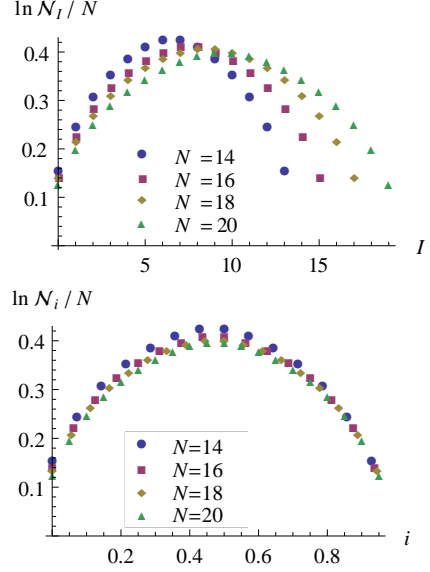 ln 𝒩_I / N
0.4
0.3
0.2
0.1
N = 14
N = 16
N = 18
N = 20
5 10 15 I
ln 𝒩_i / N
0.4
0.3
0.2
0.1
N=14
N=16
N=18
N=20
0.2 0.4 0.6 0.8 i